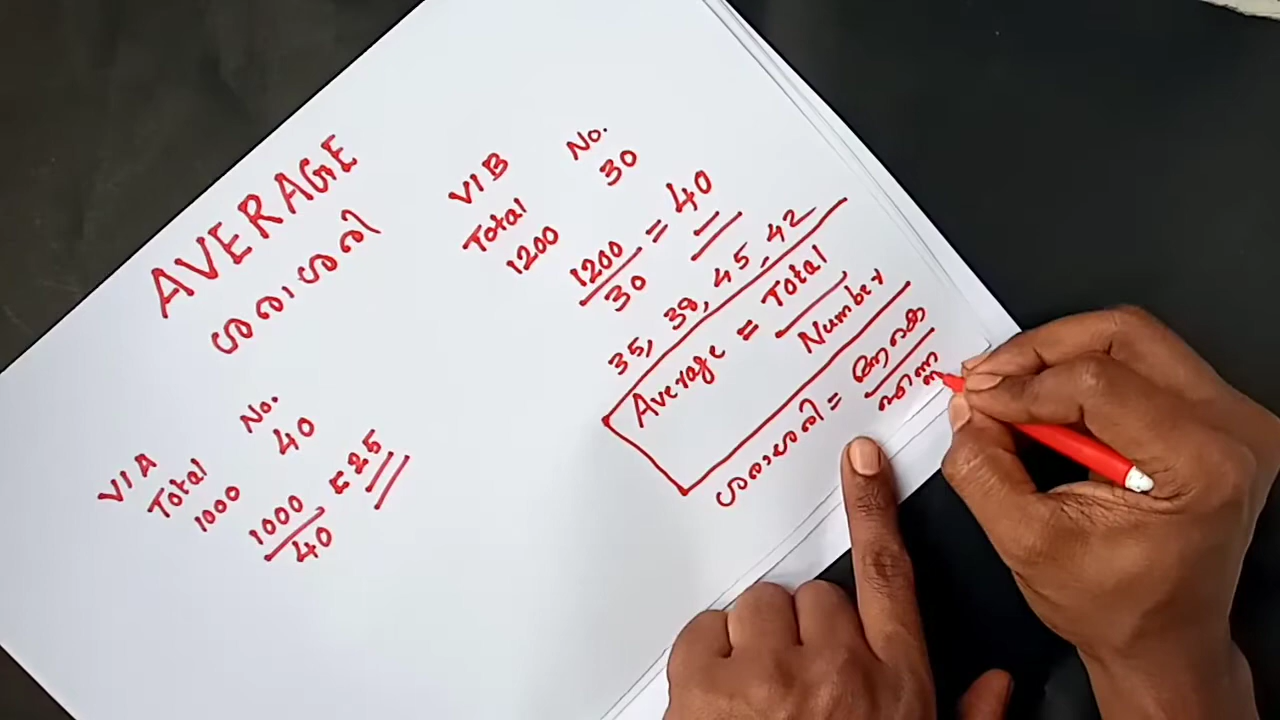 AVERAGE
ശരാശരി
VI A
Total No.
1000 40
1000/40 = 25
VI B
Total No.
1200 30
1200/30 = 40
35, 38, 45, 42
Average = Total/Number
ശരാശരി = തുക